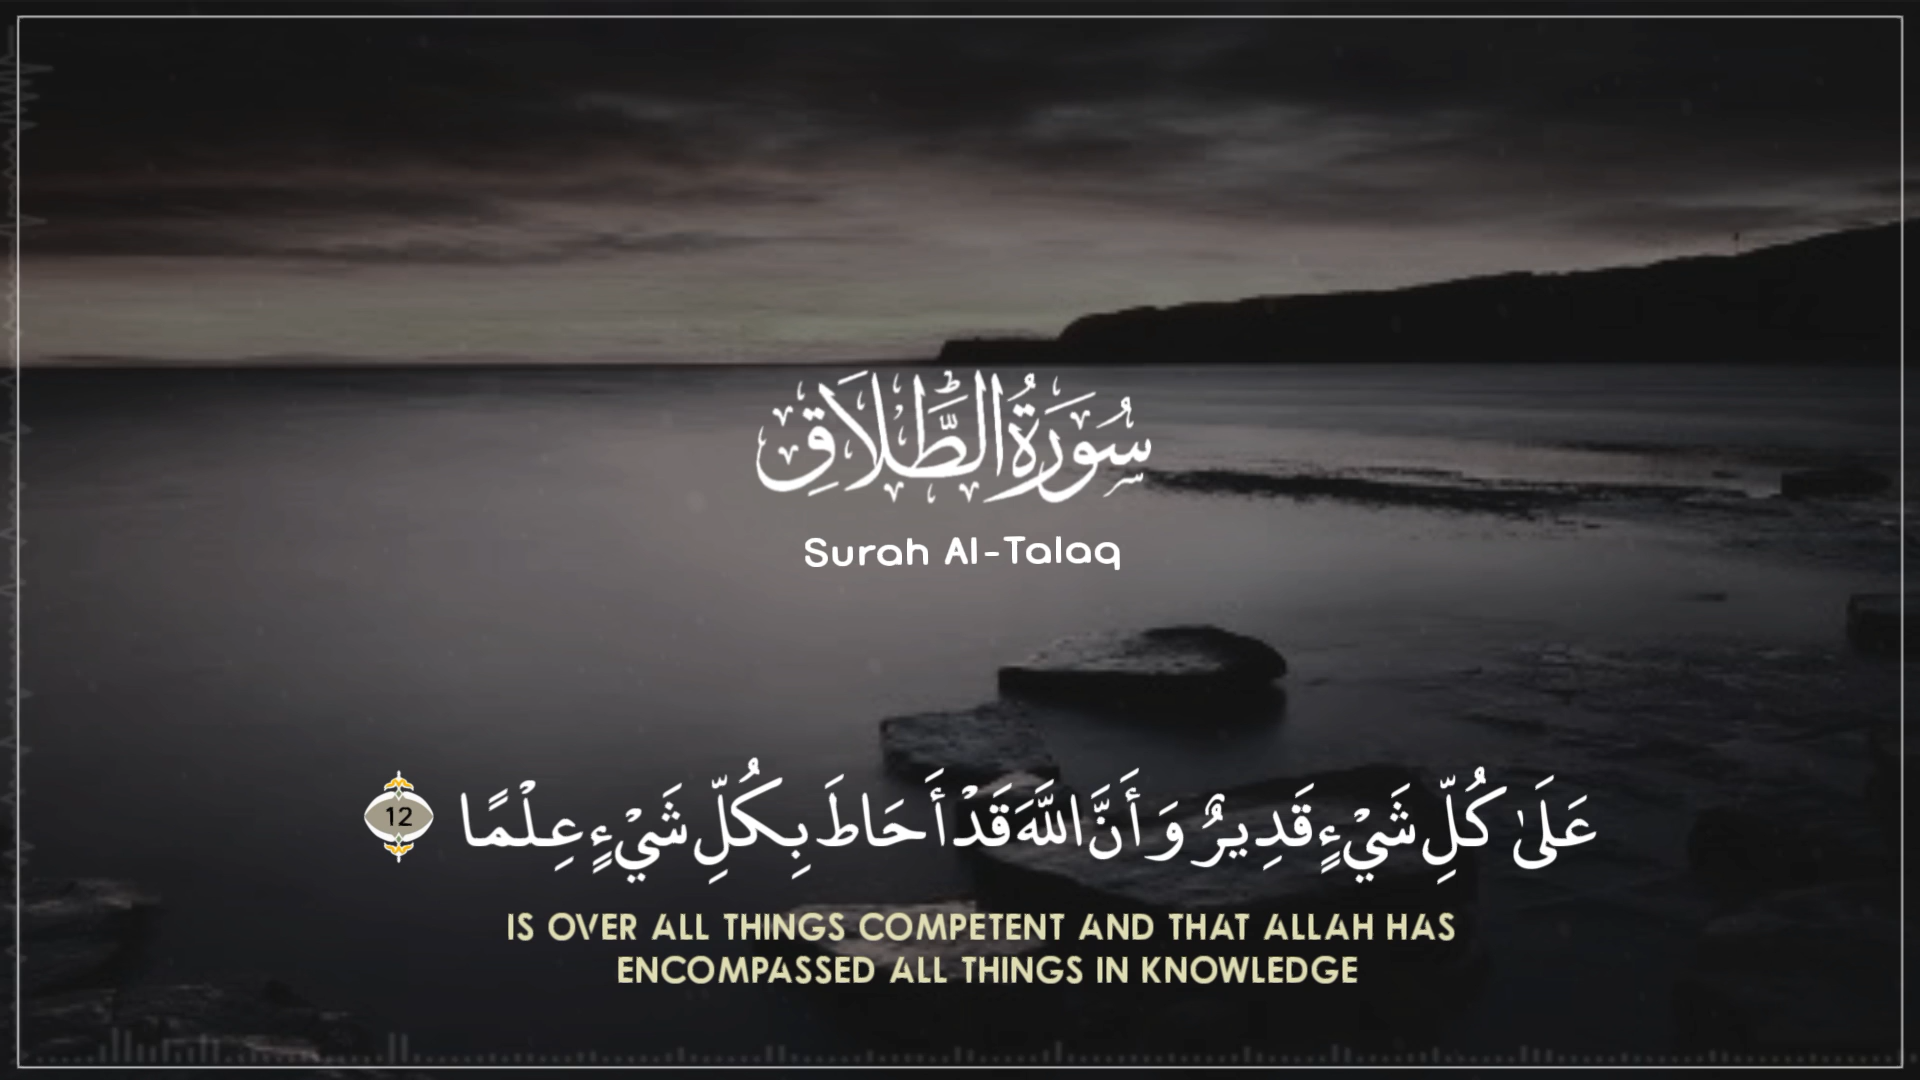 سُورَةُ الطَّلَاقِ
Surah Al-Talaq
عَلَىٰ كُلِّ شَيْءٍ قَدِيرٌ وَأَنَّ اللَّهَ قَدْ أَحَاطَ بِكُلِّ شَيْءٍ عِلْمًا 12
IS OVER ALL THINGS COMPETENT AND THAT ALLAH HAS
ENCOMPASSED ALL THINGS IN KNOWLEDGE